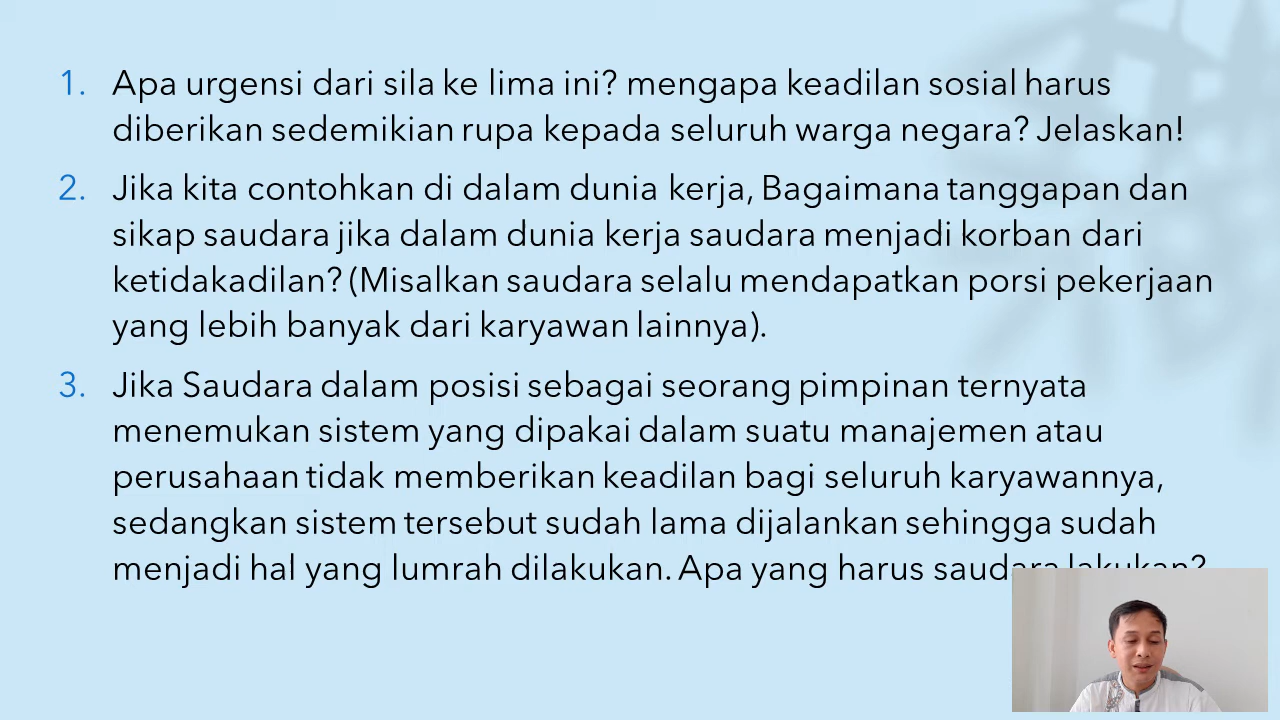 1. Apa urgensi dari sila ke lima ini? mengapa keadilan sosial harus
diberikan sedemikian rupa kepada seluruh warga negara? Jelaskan!
2. Jika kita contohkan di dalam dunia kerja, Bagaimana tanggapan dan
sikap saudara jika dalam dunia kerja saudara menjadi korban dari
ketidakadilan? (Misalkan saudara selalu mendapatkan porsi pekerjaan
yang lebih banyak dari karyawan lainnya).
3. Jika Saudara dalam posisi sebagai seorang pimpinan ternyata
menemukan sistem yang dipakai dalam suatu manajemen atau
perusahaan tidak memberikan keadilan bagi seluruh karyawannya,
sedangkan sistem tersebut sudah lama dijalankan sehingga sudah
menjadi hal yang lumrah dilakukan. Apa yang harus saudara lakukan?